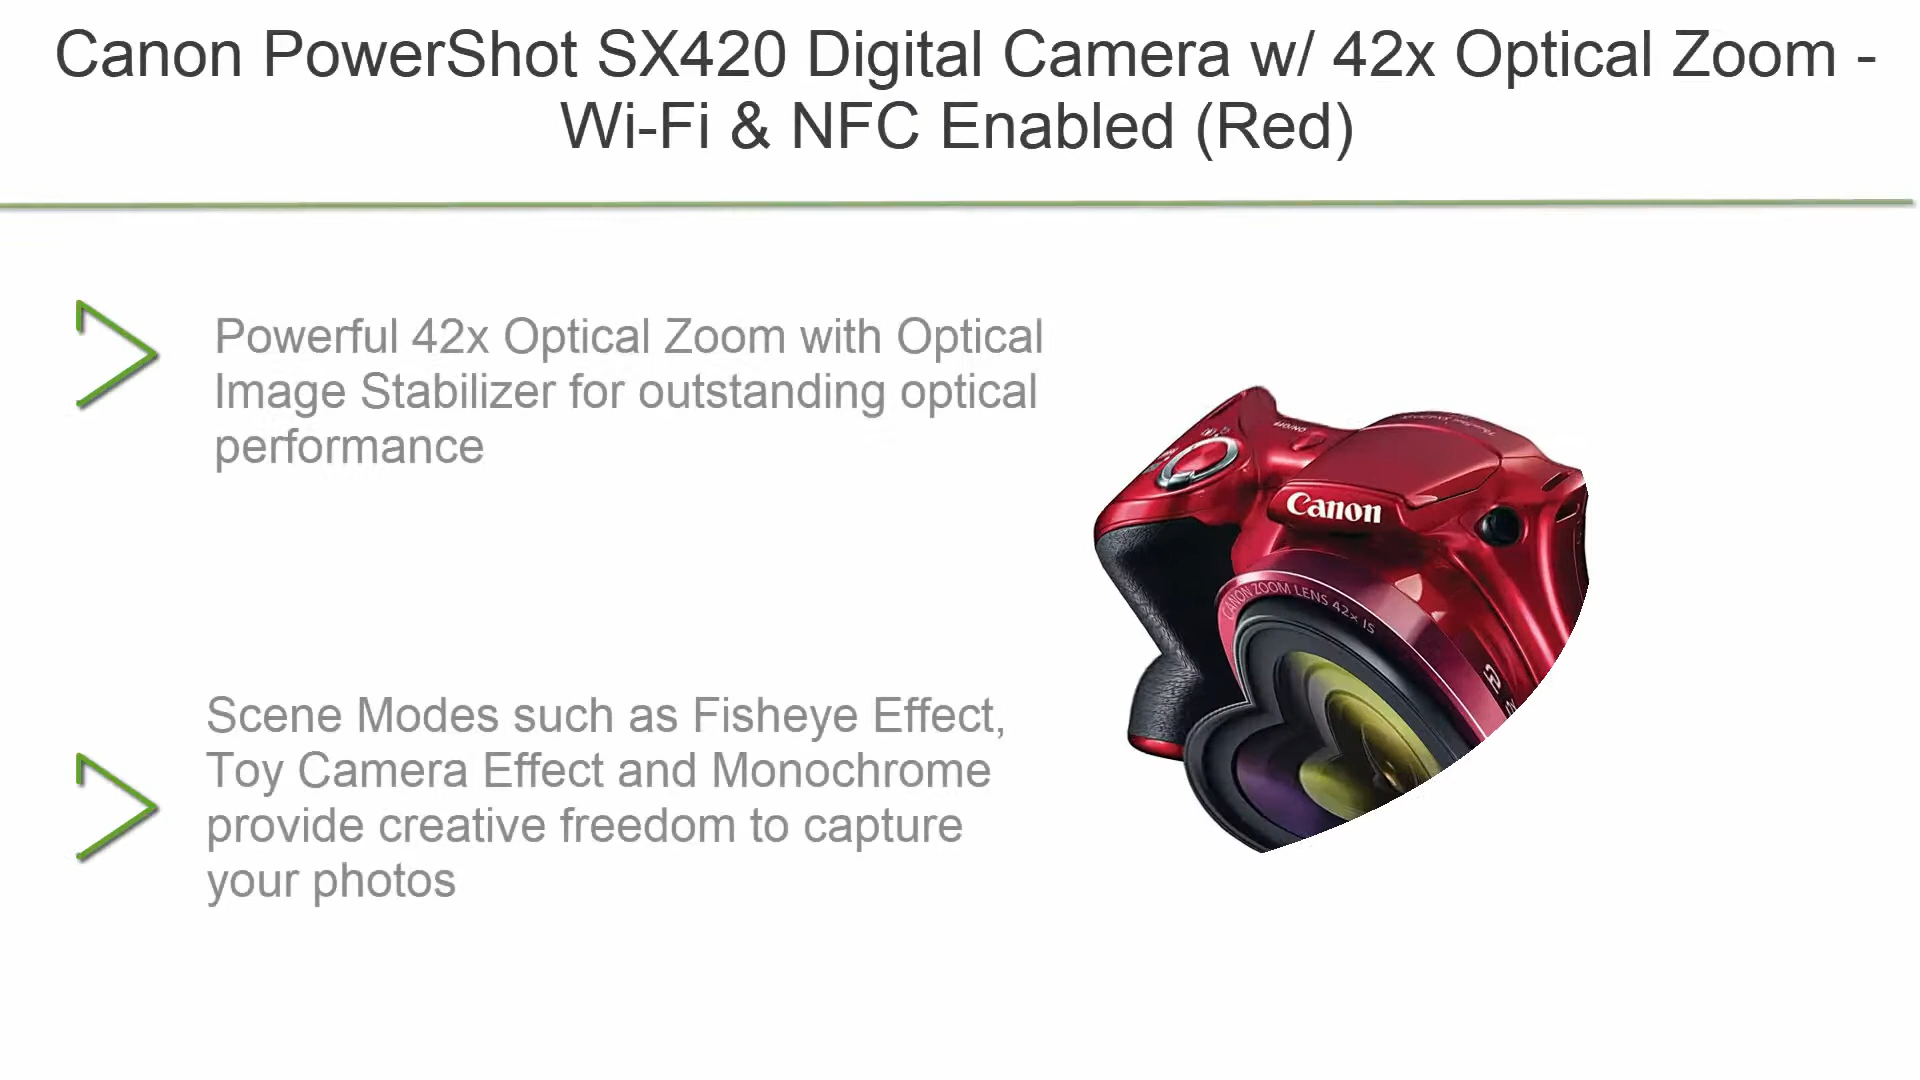 Canon PowerShot SX420 Digital Camera w/ 42x Optical Zoom -
Wi-Fi & NFC Enabled (Red)
Powerful 42x Optical Zoom with Optical
Image Stabilizer for outstanding optical
performance
ON/OFF
Canon
CANON ZOOM LENS 42x IS
Scene Modes such as Fisheye Effect,
Toy Camera Effect and Monochrome
provide creative freedom to capture
your photos